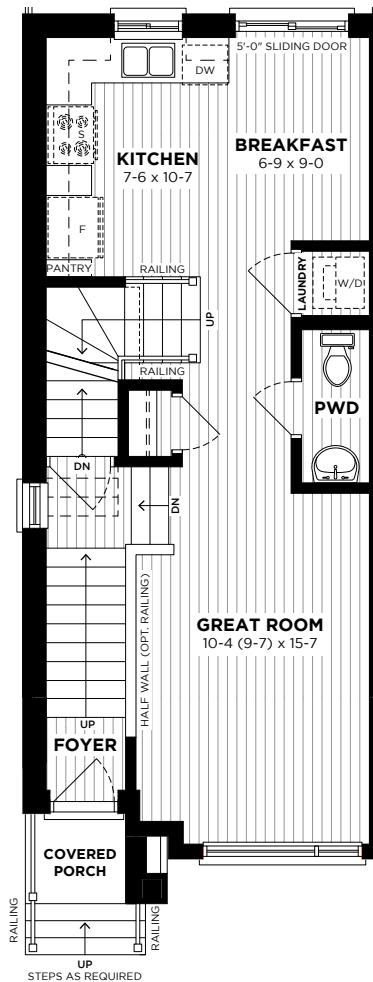 5'-0" SLIDING DOOR
DW
BREAKFAST
6-9 x 9-0
S
KITCHEN
7-6 x 10-7
F
PANTRY
RAILING
LAUNDRY
W/D
UP
RAILING
PWD
DN
DN
HALF WALL (OPT. RAILING)
GREAT ROOM
10-4 (9-7) x 15-7
UP
FOYER
COVERED
PORCH
RAILING
RAILING
UP
STEPS AS REQUIRED